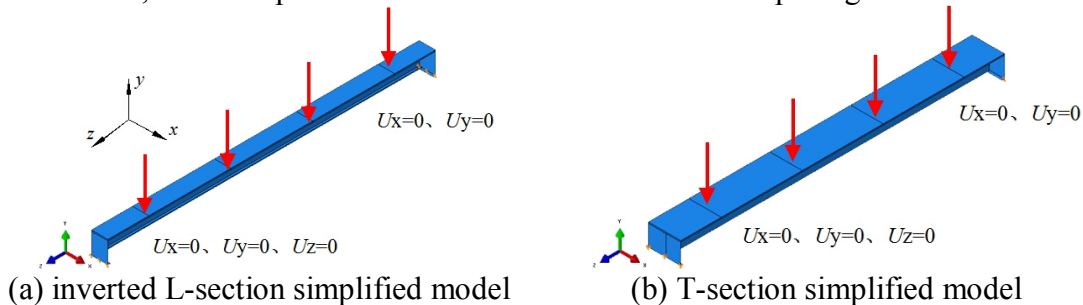 y
z
x
Ux=0、Uy=0
Ux=0、Uy=0、Uz=0
Y
Z
X
(a) inverted L-section simplified model
Ux=0、Uy=0
Ux=0、Uy=0、Uz=0
Y
Z
X
(b) T-section simplified model